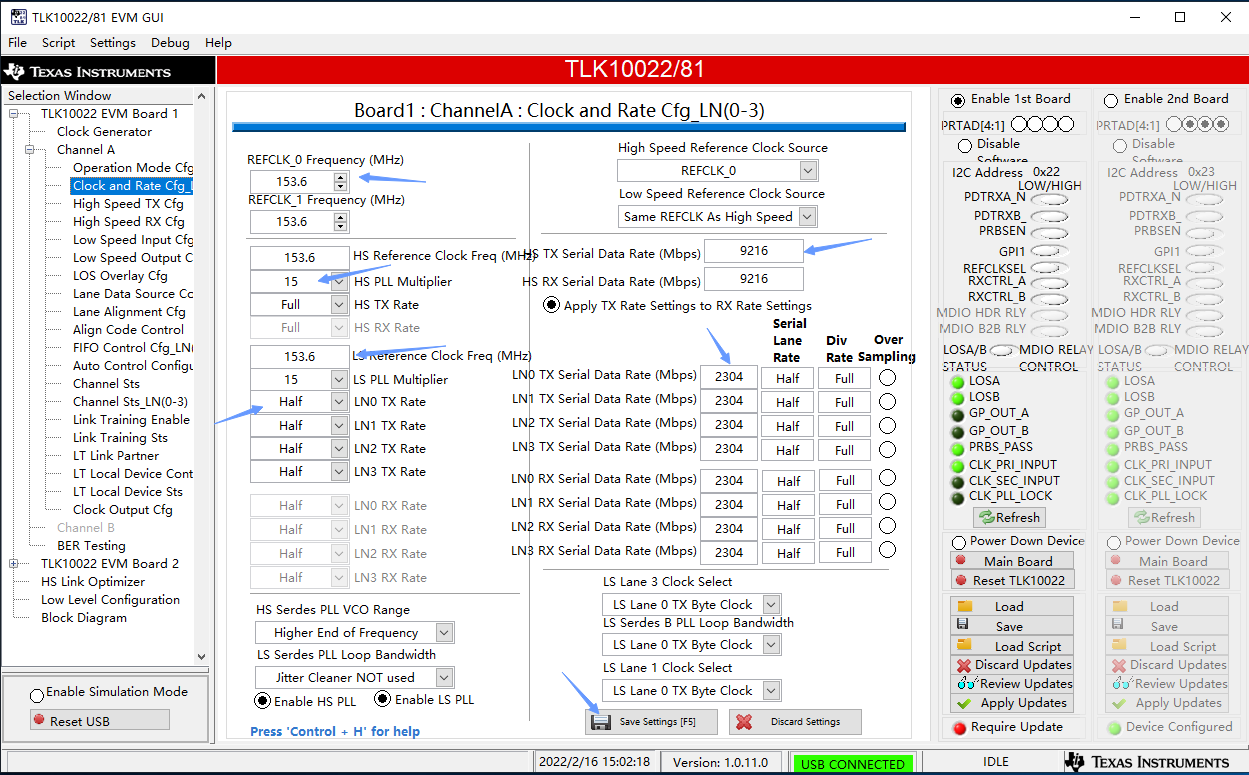 TLK10022/81 EVM GUI
File Script Settings Debug Help
TEXAS INSTRUMENTS
TLK10022/81
Selection Window
TLK10022 EVM Board 1
Clock Generator
Channel A
Operation Mode Cfg
Clock and Rate Cfg_L
High Speed TX Cfg
High Speed RX Cfg
Low Speed Input Cfg
Low Speed Output C
LOS Overlay Cfg
Lane Data Source Co
Lane Alignment Cfg
Align Code Control
FIFO Control Cfg_LN(
Auto Control Configu
Channel Sts
Channel Sts_LN(0-3)
Link Training Enable
Link Training Sts
LT Link Partner
LT Local Device Cont
LT Local Device Sts
Clock Output Cfg
Channel B
BER Testing
TLK10022 EVM Board 2
HS Link Optimizer
Low Level Configuration
Block Diagram
Enable Simulation Mode
Reset USB
Board1 : ChannelA : Clock and Rate Cfg_LN(0-3)
REFCLK_0 Frequency (MHz)
153.6
REFCLK_1 Frequency (MHz)
153.6
153.6 HS Reference Clock Freq (MHz)
15 HS PLL Multiplier
Full HS TX Rate
Full HS RX Rate
153.6 LS Reference Clock Freq (MHz)
15 LS PLL Multiplier
Half LN0 TX Rate
Half LN1 TX Rate
Half LN2 TX Rate
Half LN3 TX Rate
Half LN0 RX Rate
Half LN1 RX Rate
Half LN2 RX Rate
Half LN3 RX Rate
HS Serdes PLL VCO Range
Higher End of Frequency
LS Serdes PLL Loop Bandwidth
Jitter Cleaner NOT used
Enable HS PLL Enable LS PLL
Press 'Control + H' for help
High Speed Reference Clock Source
REFCLK_0
Low Speed Reference Clock Source
Same REFCLK As High Speed
HS TX Serial Data Rate (Mbps) 9216
HS RX Serial Data Rate (Mbps) 9216
Apply TX Rate Settings to RX Rate Settings
Serial
Lane Div Over
Rate Rate Sampling
LN0 TX Serial Data Rate (Mbps) 2304 Half Full
LN1 TX Serial Data Rate (Mbps) 2304 Half Full
LN2 TX Serial Data Rate (Mbps) 2304 Half Full
LN3 TX Serial Data Rate (Mbps) 2304 Half Full
LN0 RX Serial Data Rate (Mbps) 2304 Half Full
LN1 RX Serial Data Rate (Mbps) 2304 Half Full
LN2 RX Serial Data Rate (Mbps) 2304 Half Full
LN3 RX Serial Data Rate (Mbps) 2304 Half Full
LS Lane 3 Clock Select
LS Lane 0 TX Byte Clock
LS Serdes B PLL Loop Bandwidth
LS Lane 0 TX Byte Clock
LS Lane 1 Clock Select
LS Lane 0 TX Byte Clock
Save Settings [F5] Discard Settings
Enable 1st Board
PRTAD[4:1]
Disable
Software
I2C Address 0x22
LOW/HIGH
PDTRXA_N
PDTRXB_
PRBSEN
GPI1
REFCLKSEL
RXCTRL_A
RXCTRL_B
MDIO HDR RLY
MDIO B2B RLY
LOSA/B MDIO RELAY
STATUS CONTROL
LOSA
LOSB
GP_OUT_A
GP_OUT_B
PRBS_PASS
CLK_PRI_INPUT
CLK_SEC_INPUT
CLK_PLL_LOCK
Refresh
Power Down Device
Main Board
Reset TLK10022
Load
Save
Load Script
Discard Updates
Review Updates
Apply Updates
Require Update
Enable 2nd Board
PRTAD[4:1]
Disable
Software
I2C Address 0x23
LOW/HIGH
PDTRXA_N
PDTRXB_
PRBSEN
GPI1
REFCLKSEL
RXCTRL_A
RXCTRL_B
MDIO HDR RLY
MDIO B2B RLY
LOSA/B MDIO RELAY
STATUS CONTROL
LOSA
LOSB
GP_OUT_A
GP_OUT_B
PRBS_PASS
CLK_PRI_INPUT
CLK_SEC_INPUT
CLK_PLL_LOCK
Refresh
Power Down Device
Main Board
Reset TLK10022
Load
Save
Load Script
Discard Updates
Review Updates
Apply Updates
Device Configured
2022/2/16 15:02:18 Version: 1.0.11.0 USB CONNECTED IDLE TEXAS INSTRUMENTS